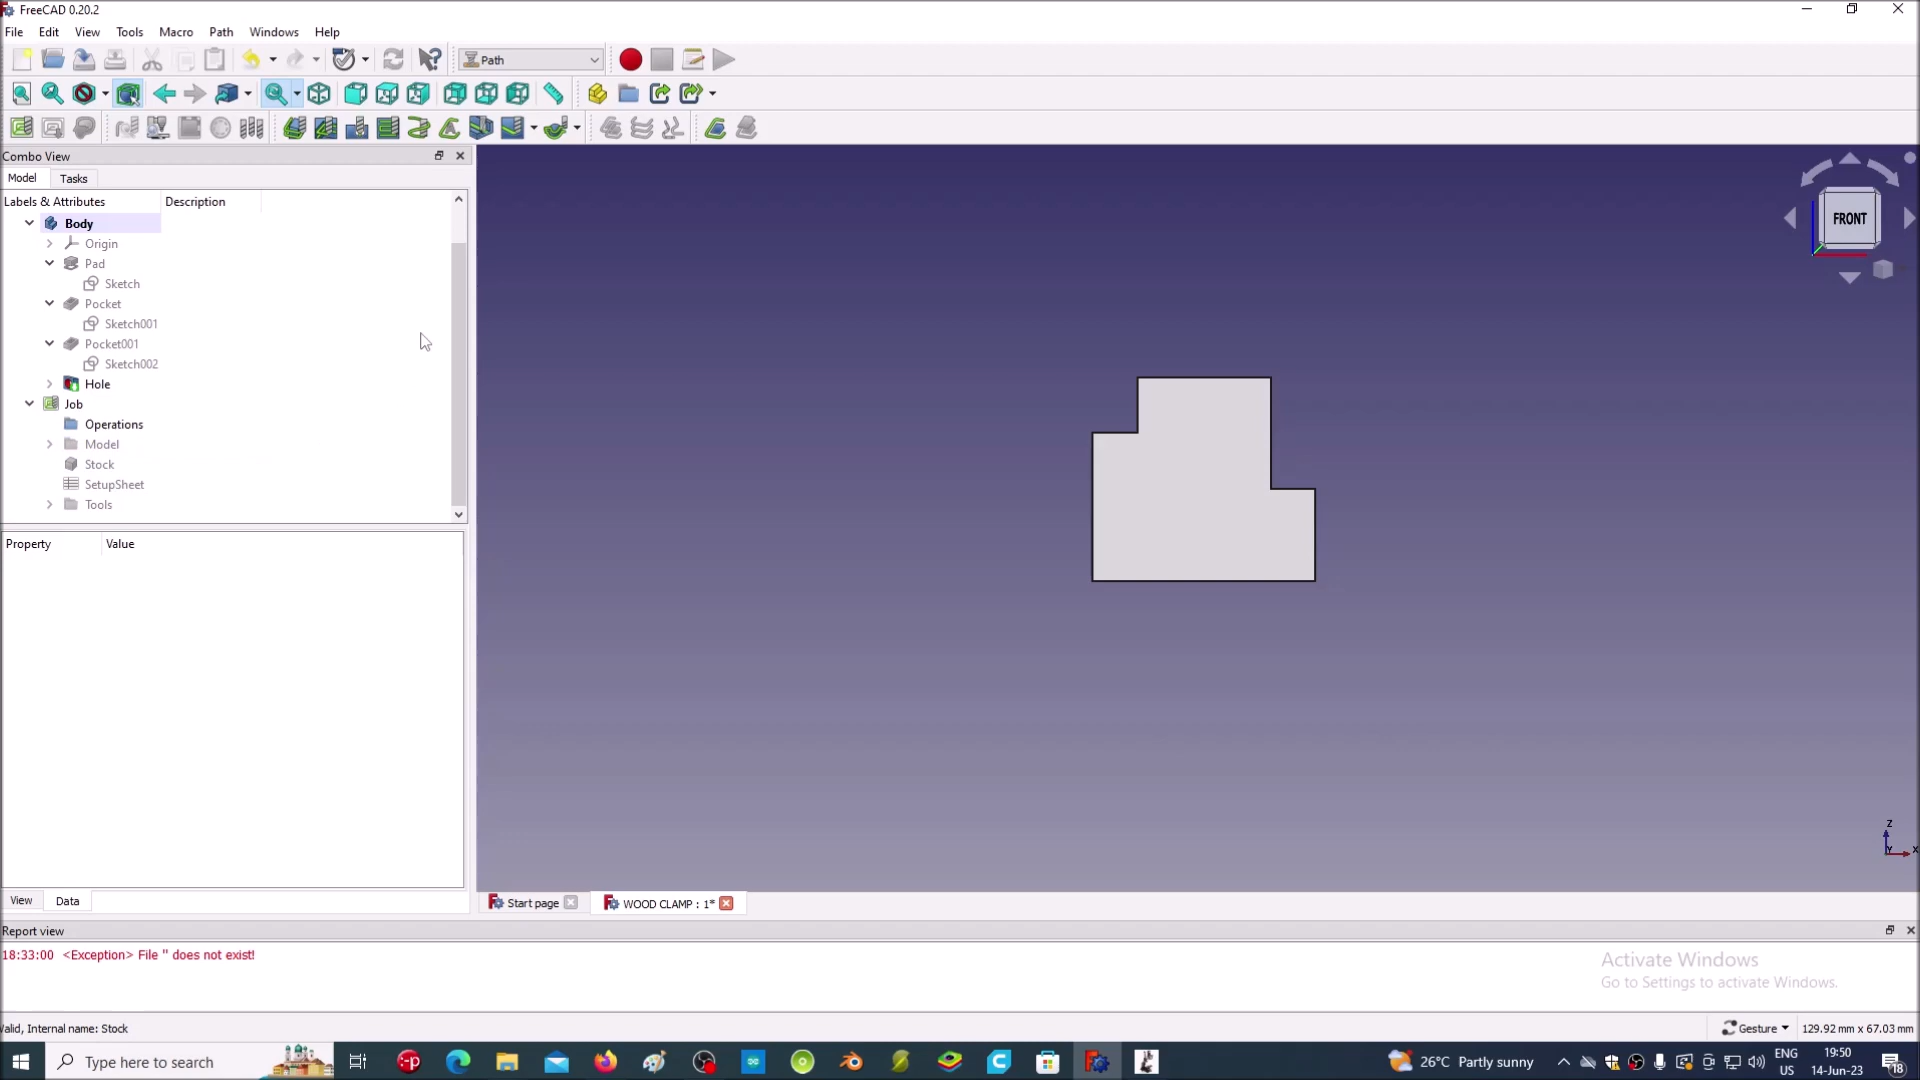 FreeCAD 0.20.2
File Edit View Tools Macro Path Windows Help
Path
Combo View
Model Tasks
Labels & Attributes Description
Body
Origin
Pad
Sketch
Pocket
Sketch001
Pocket001
Sketch002
Hole
Job
Operations
Model
Stock
SetupSheet
Tools
Property Value
View Data
FRONT
Z
Y
X
Start page
WOOD CLAMP : 1*
Report view
18:33:00 <Exception> File '' does not exist!
Activate Windows
Go to Settings to activate Windows.
Valid, Internal name: Stock
Gesture
129.92 mm x 67.03 mm
Type here to search
26°C Partly sunny
ENG
US
19:50
14-Jun-23
18